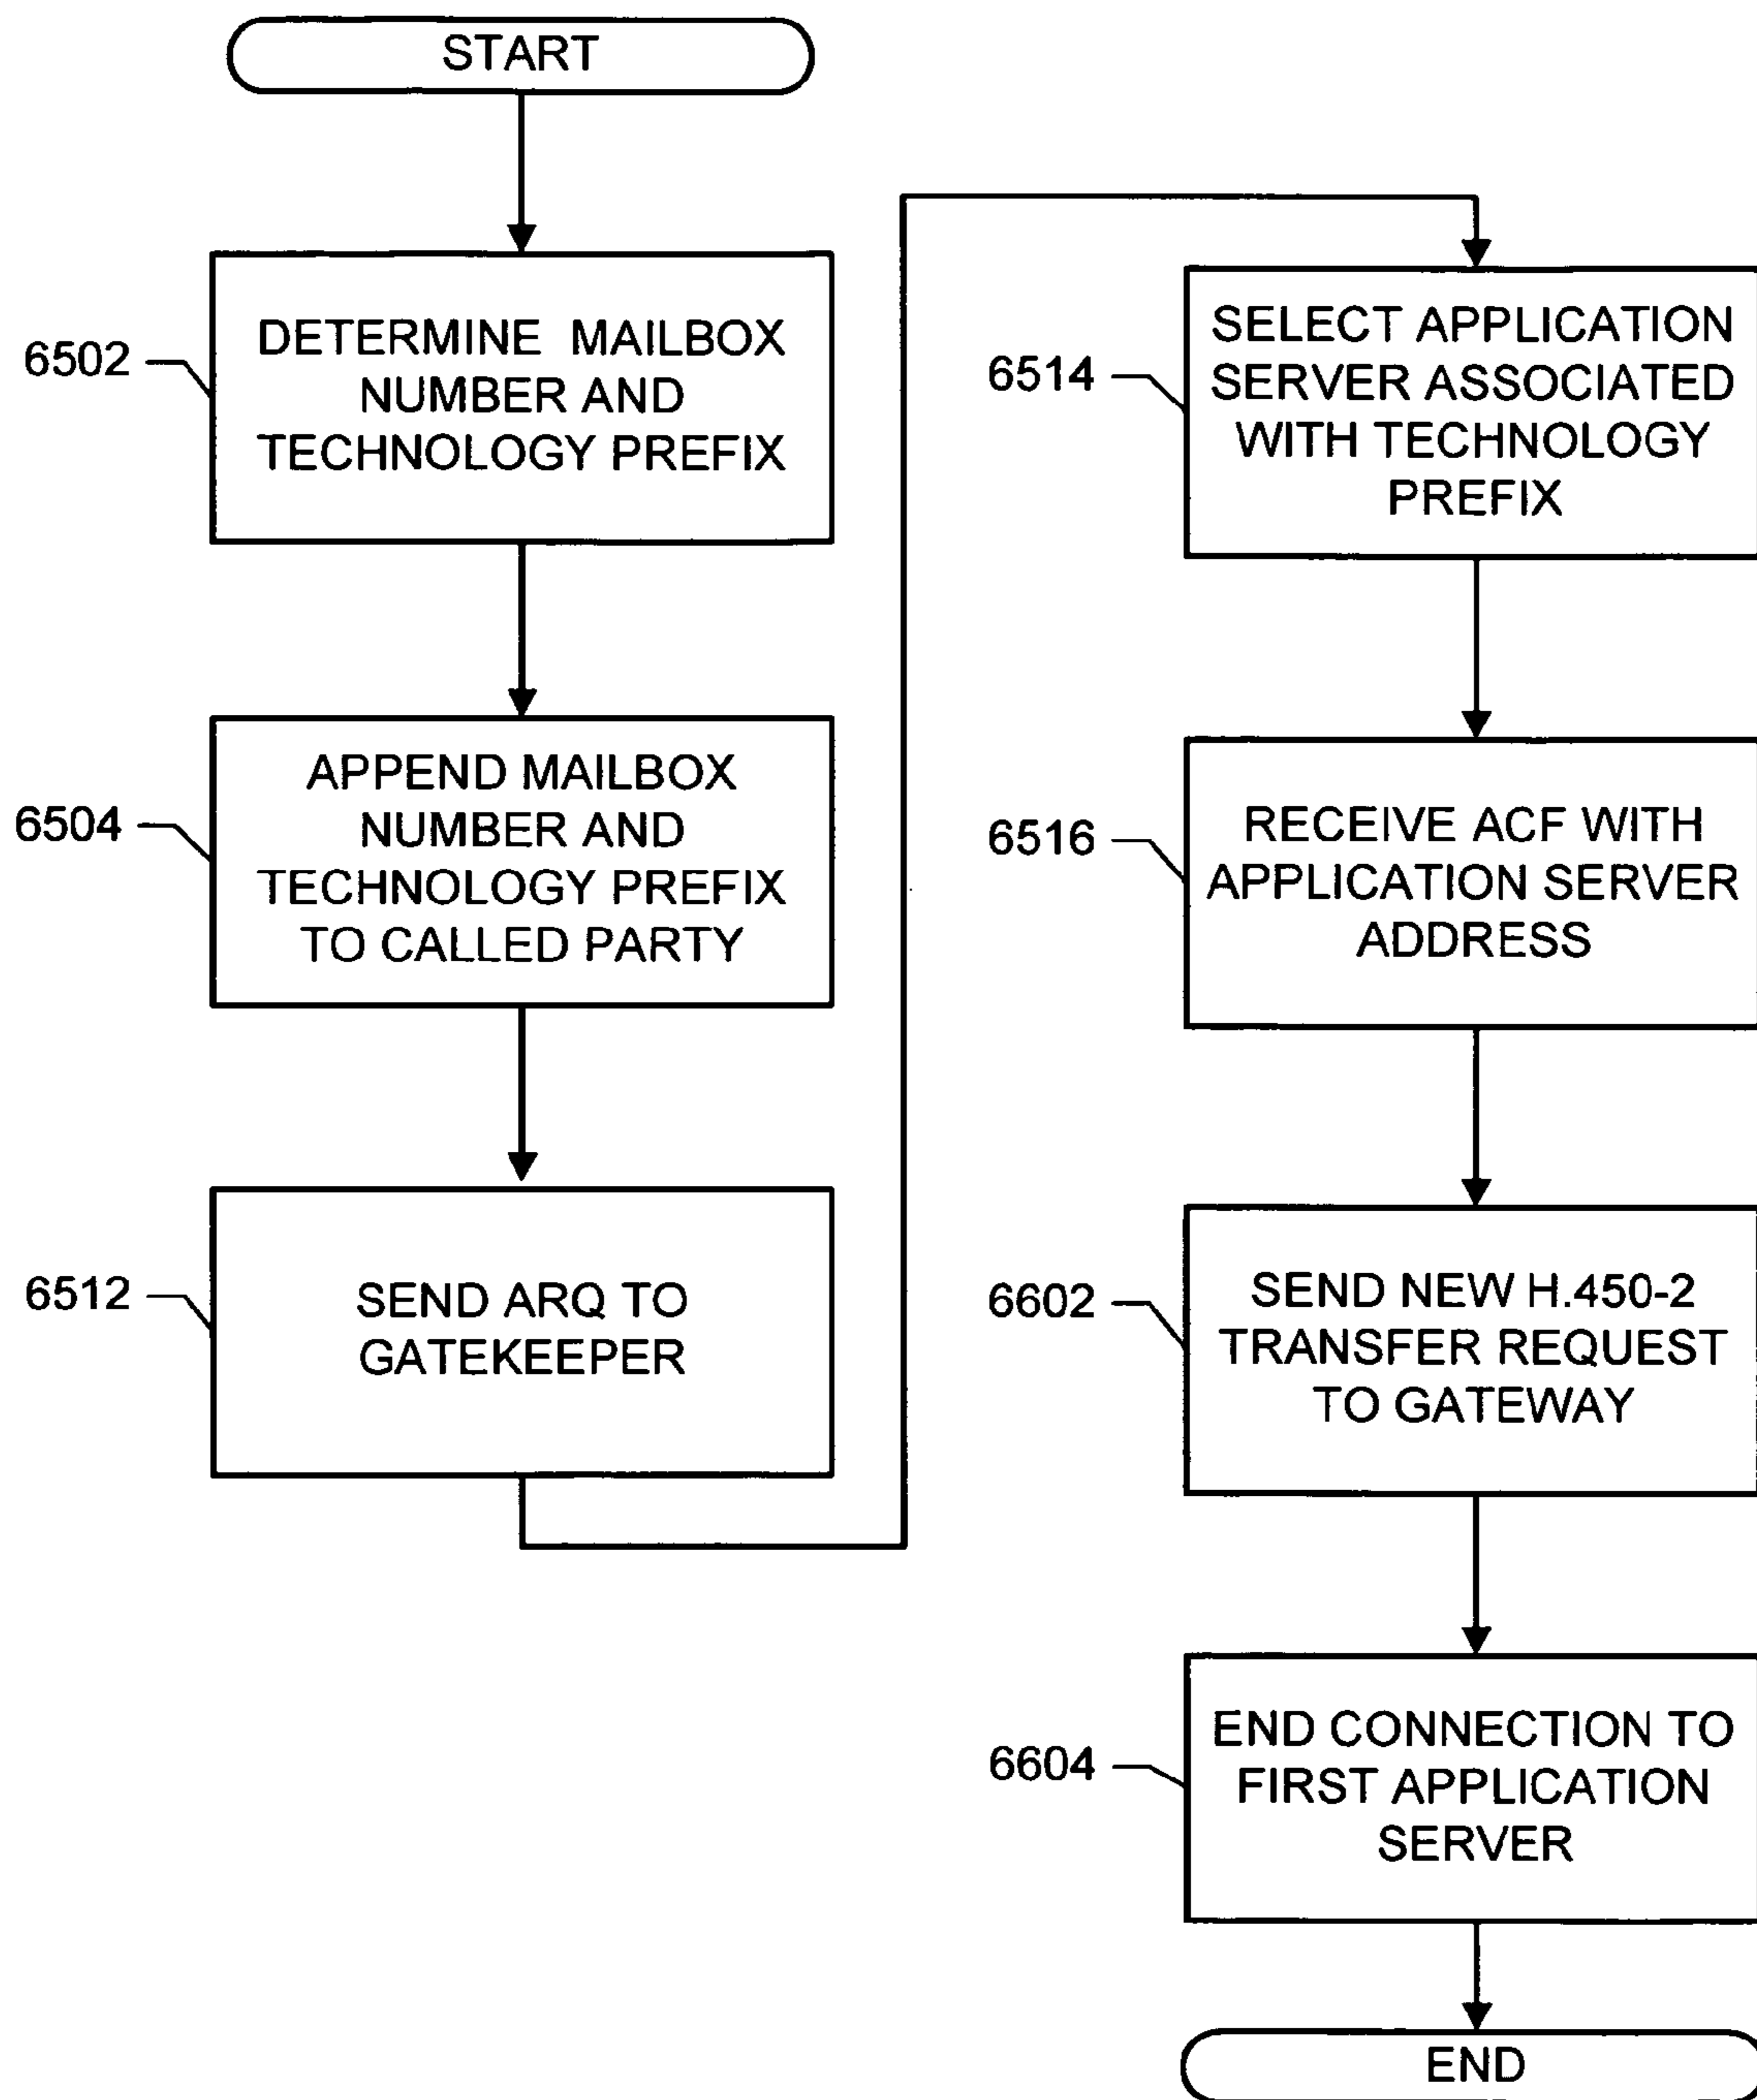 START
6502
DETERMINE MAILBOX
NUMBER AND
TECHNOLOGY PREFIX
6504
APPEND MAILBOX
NUMBER AND
TECHNOLOGY PREFIX
TO CALLED PARTY
6512
SEND ARQ TO
GATEKEEPER
6514
SELECT APPLICATION
SERVER ASSOCIATED
WITH TECHNOLOGY
PREFIX
6516
RECEIVE ACF WITH
APPLICATION SERVER
ADDRESS
6602
SEND NEW H.450-2
TRANSFER REQUEST
TO GATEWAY
6604
END CONNECTION TO
FIRST APPLICATION
SERVER
END